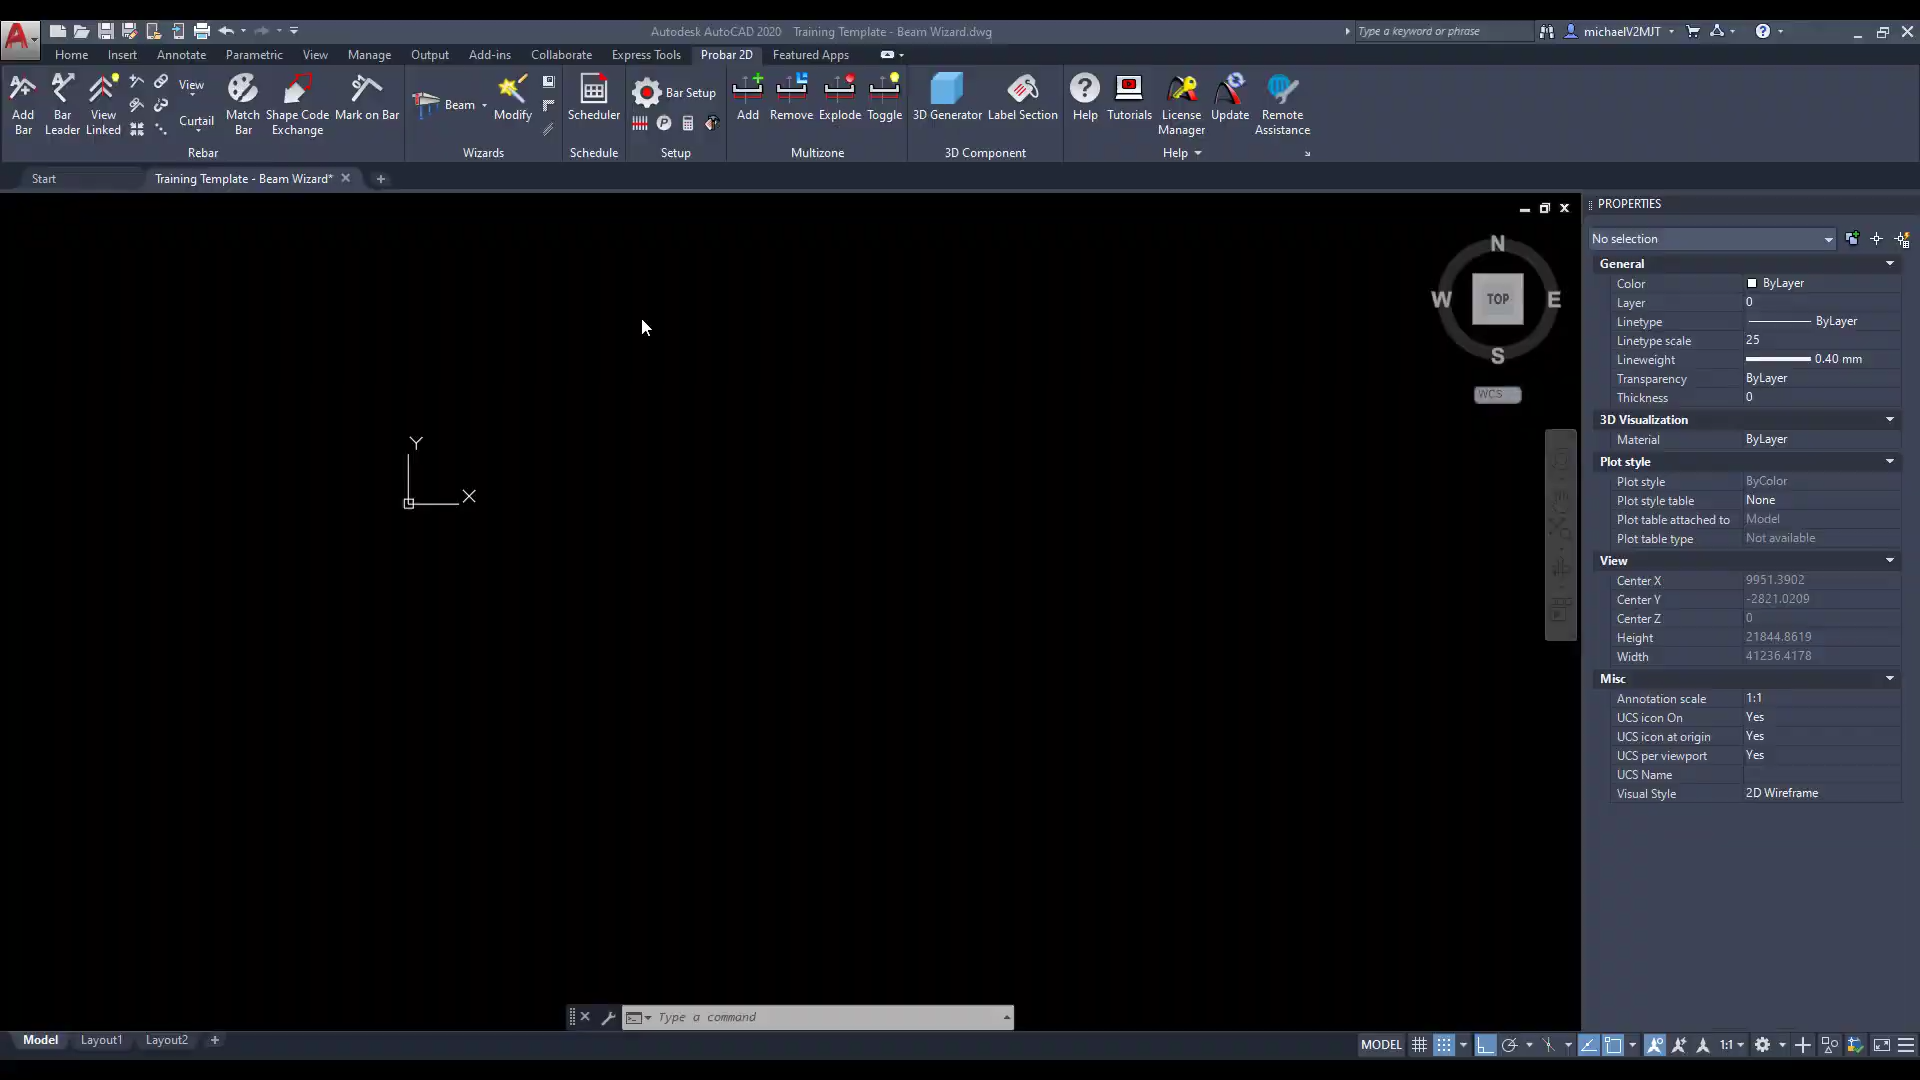 Autodesk AutoCAD 2020 Training Template - Beam Wizard.dwg
Type a keyword or phrase
michaelV2MJT
Home Insert Annotate Parametric View Manage Output Add-ins Collaborate Express Tools Probar 2D Featured Apps
Add Bar
Bar Leader
View Linked
View
Curtain
Match Bar
Shape Code Exchange
Mark on Bar
Beam
Modify
Scheduler
Bar Setup
Add
Remove
Explode
Toggle
3D Generator
Label Section
Help
Tutorials
License Manager
Update
Remote Assistance
Rebar Wizards Schedule Setup Multizone 3D Component Help
Start
Training Template - Beam Wizard*
PROPERTIES
No selection
General
Color ByLayer
Layer 0
Linetype ByLayer
Linetype scale 25
Lineweight 0.40 mm
Transparency ByLayer
Thickness 0
3D Visualization
Material ByLayer
Plot style
Plot style ByColor
Plot style table None
Plot table attached to Model
Plot table type Not available
View
Center X 9951.3902
Center Y -2821.0209
Center Z 0
Height 21844.8619
Width 41236.4178
Misc
Annotation scale 1:1
UCS icon On Yes
UCS icon at origin Yes
UCS per viewport Yes
UCS Name
Visual Style 2D Wireframe
N
W TOP E
S
WCS
Y
X
Type a command
Model Layout1 Layout2
MODEL 1:1